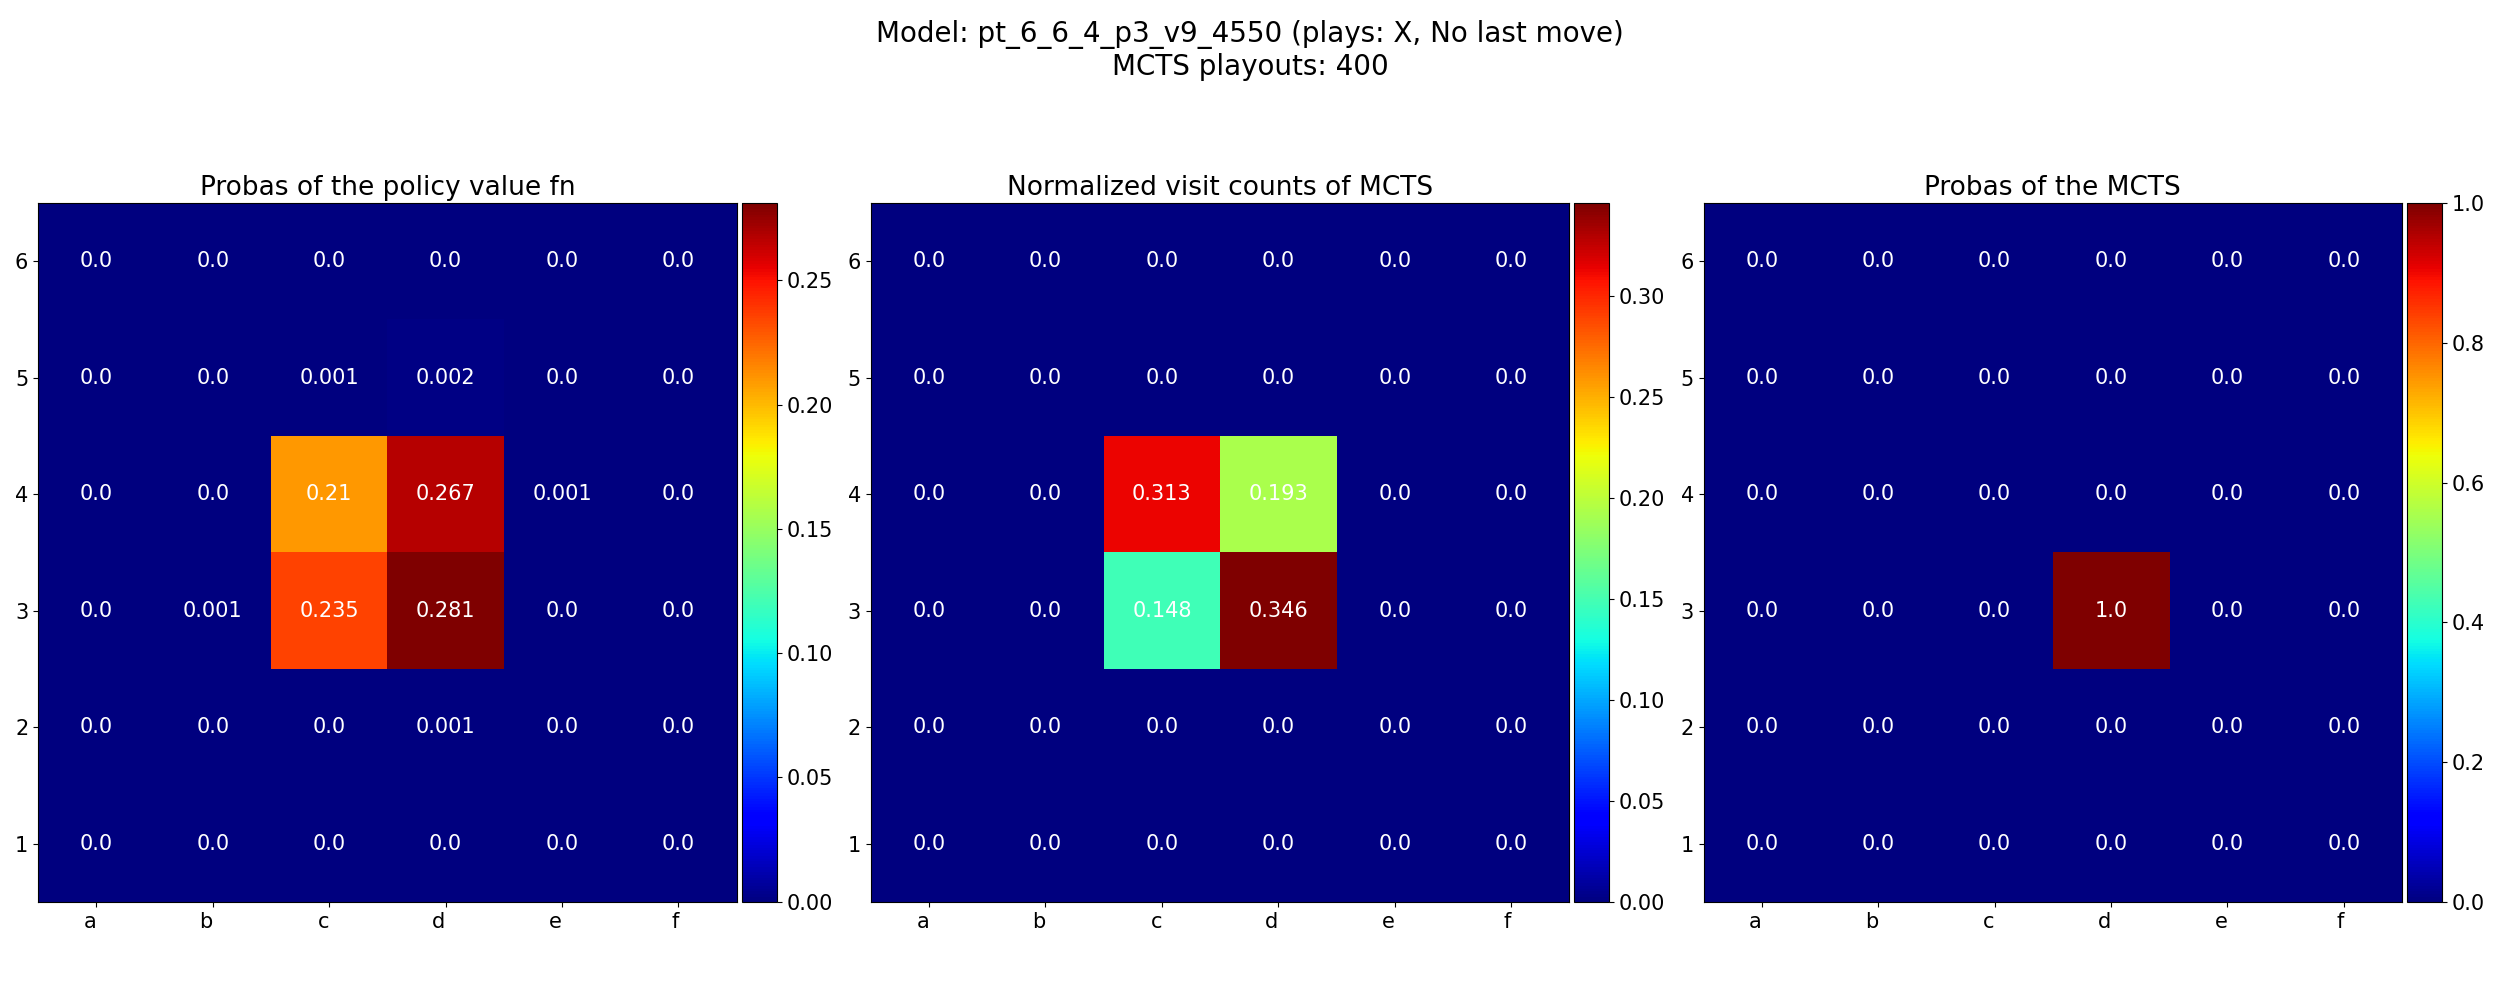 Model: pt_6_6_4_p3_v9_4550 (plays: X, No last move)
MCTS playouts: 400
Probas of the policy value fn
6 0.0 0.0 0.0 0.0 0.0 0.0
5 0.0 0.0 0.001 0.002 0.0 0.0
4 0.0 0.0 0.21 0.267 0.001 0.0
3 0.0 0.001 0.235 0.281 0.0 0.0
2 0.0 0.0 0.0 0.001 0.0 0.0
1 0.0 0.0 0.0 0.0 0.0 0.0
a b c d e f
0.25
0.20
0.15
0.10
0.05
0.00
Normalized visit counts of MCTS
6 0.0 0.0 0.0 0.0 0.0 0.0
5 0.0 0.0 0.0 0.0 0.0 0.0
4 0.0 0.0 0.313 0.193 0.0 0.0
3 0.0 0.0 0.148 0.346 0.0 0.0
2 0.0 0.0 0.0 0.0 0.0 0.0
1 0.0 0.0 0.0 0.0 0.0 0.0
a b c d e f
0.30
0.25
0.20
0.15
0.10
0.05
0.00
Probas of the MCTS
6 0.0 0.0 0.0 0.0 0.0 0.0
5 0.0 0.0 0.0 0.0 0.0 0.0
4 0.0 0.0 0.0 0.0 0.0 0.0
3 0.0 0.0 0.0 1.0 0.0 0.0
2 0.0 0.0 0.0 0.0 0.0 0.0
1 0.0 0.0 0.0 0.0 0.0 0.0
a b c d e f
1.0
0.8
0.6
0.4
0.2
0.0